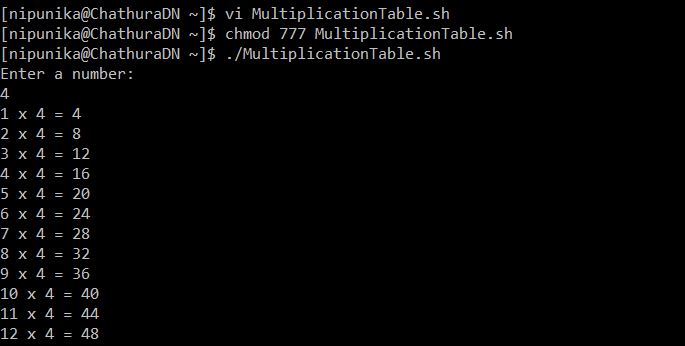 [nipunika@ChathuraDN ~]$ vi MultiplicationTable.sh
[nipunika@ChathuraDN ~]$ chmod 777 MultiplicationTable.sh
[nipunika@ChathuraDN ~]$ ./MultiplicationTable.sh
Enter a number:
4
1 x 4 = 4
2 x 4 = 8
3 x 4 = 12
4 x 4 = 16
5 x 4 = 20
6 x 4 = 24
7 x 4 = 28
8 x 4 = 32
9 x 4 = 36
10 x 4 = 40
11 x 4 = 44
12 x 4 = 48